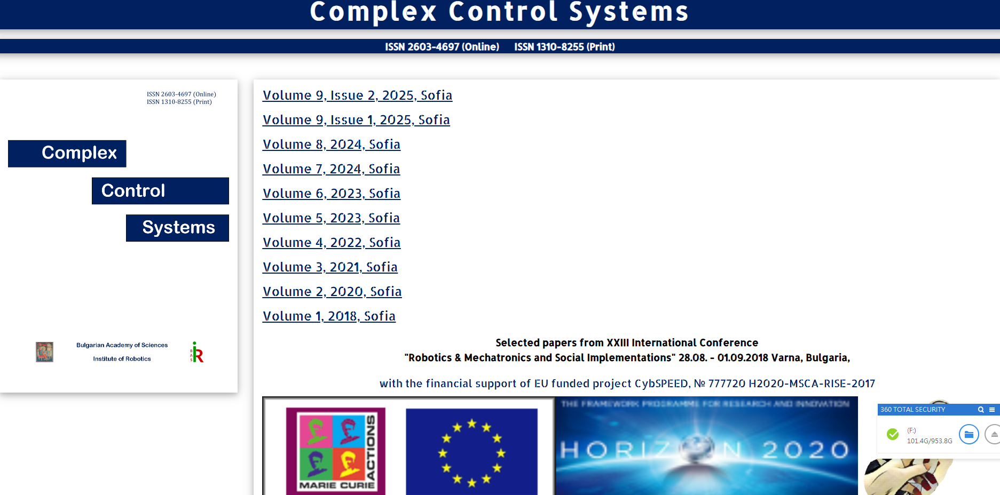 Complex Control Systems
ISSN 2603-4697 (Online) ISSN 1310-8255 (Print)
ISSN 2603-4697 (Online)
ISSN 1310-8255 (Print)
Complex
Control
Systems
Bulgarian Academy of Sciences
Institute of Robotics
BAS
iR
Volume 9, Issue 2, 2025, Sofia
Volume 9, Issue 1, 2025, Sofia
Volume 8, 2024, Sofia
Volume 7, 2024, Sofia
Volume 6, 2023, Sofia
Volume 5, 2023, Sofia
Volume 4, 2022, Sofia
Volume 3, 2021, Sofia
Volume 2, 2020, Sofia
Volume 1, 2018, Sofia
Selected papers from XXIII International Conference
"Robotics & Mechatronics and Social Implementations" 28.08. - 01.09.2018 Varna, Bulgaria,
with the financial support of EU funded project CybSPEED, № 777720 H2020-MSCA-RISE-2017
MARIE CURIE
ACTIONS
THE FRAMEWORK PROGRAMME FOR RESEARCH AND INNOVATION
HORIZON 2020
360 TOTAL SECURITY
(F:)
101.4G/953.8G